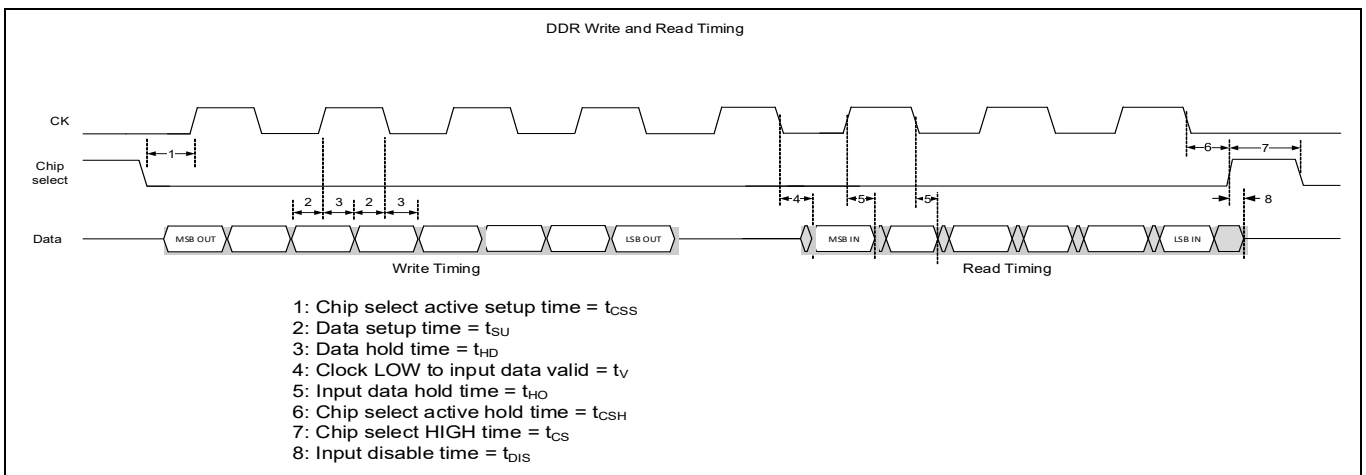 DDR Write and Read Timing
CK
1
6
7
Chip
select
2 3 2 3
4
5
5
8
Data
MSB OUT
LSB OUT
MSB IN
LSB IN
Write Timing
Read Timing
1: Chip select active setup time = tCSS
2: Data setup time = tSU
3: Data hold time = tHD
4: Clock LOW to input data valid = tV
5: Input data hold time = tHO
6: Chip select active hold time = tCSH
7: Chip select HIGH time = tCS
8: Input disable time = tDIS